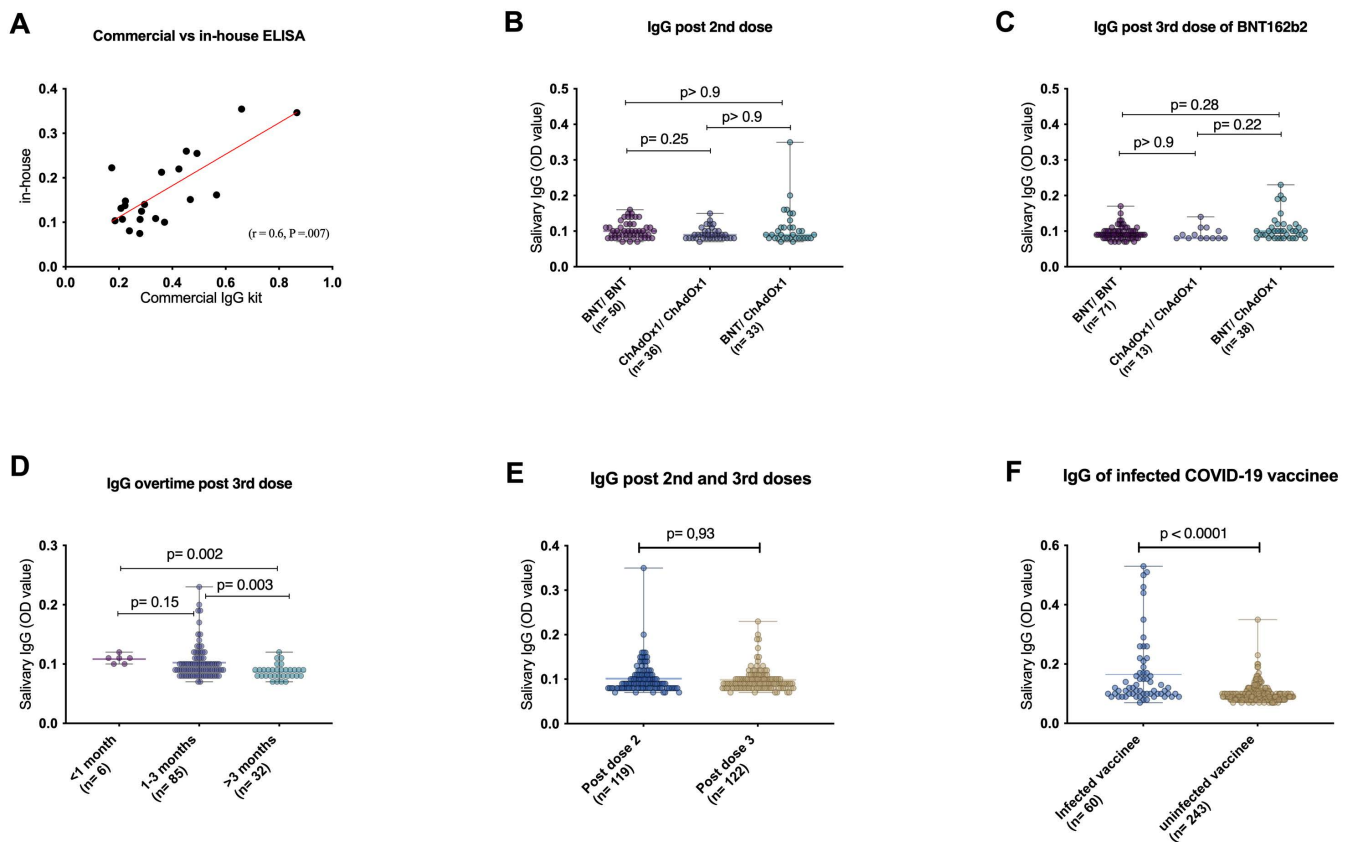 A
Commercial vs in-house ELISA
in-house
0.4
0.3
0.2
0.1
0.0
0.0
0.2
0.4
0.6
0.8
1.0
(r = 0.6, P =.007)
Commercial IgG kit
B
IgG post 2nd dose
Salivary IgG (OD value)
0.5
0.4
0.3
0.2
0.1
0.0
p> 0.9
p> 0.9
p= 0.25
BNT/ BNT
(n= 50)
ChAdOx1/ ChAdOx1
(n= 36)
BNT/ ChAdOx1
(n= 33)
C
IgG post 3rd dose of BNT162b2
Salivary IgG (OD value)
0.5
0.4
0.3
0.2
0.1
0.0
p= 0.28
p= 0.22
p> 0.9
BNT/ BNT
(n= 71)
ChAdOx1/ ChAdOx1
(n= 13)
BNT/ ChAdOx1
(n= 38)
D
IgG overtime post 3rd dose
Salivary IgG (OD value)
0.3
0.2
0.1
0.0
p= 0.002
p= 0.003
p= 0.15
<1 month
(n= 6)
1-3 months
(n= 85)
>3 months
(n= 32)
E
IgG post 2nd and 3rd doses
Salivary IgG (OD value)
0.4
0.3
0.2
0.1
0.0
p= 0,93
Post dose 2
(n= 119)
Post dose 3
(n= 122)
F
IgG of infected COVID-19 vaccinee
Salivary IgG (OD value)
0.6
0.4
0.2
0.0
p < 0.0001
Infected vaccinee
(n= 60)
uninfected vaccinee
(n= 243)